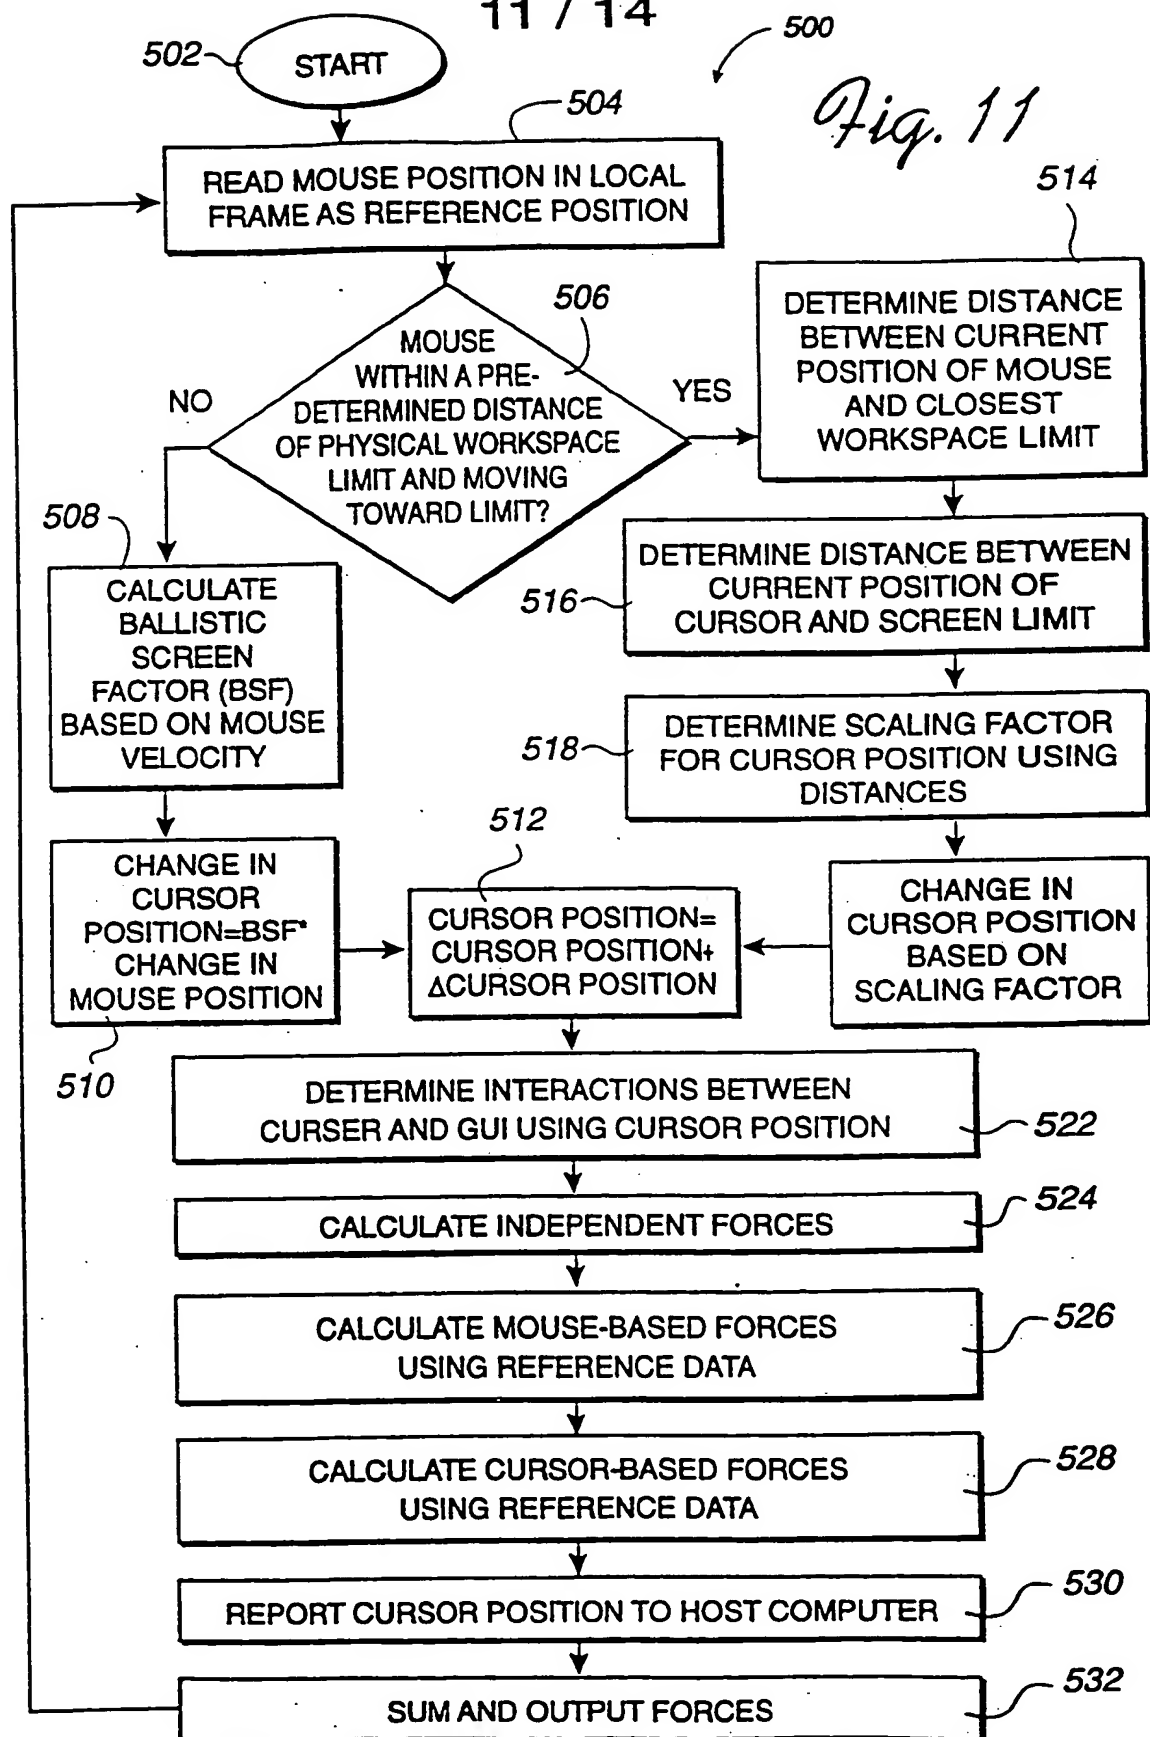 11 / 14
500
502
START
Fig. 11
504
READ MOUSE POSITION IN LOCAL
FRAME AS REFERENCE POSITION
506
MOUSE
WITHIN A PRE-
DETERMINED DISTANCE
OF PHYSICAL WORKSPACE
LIMIT AND MOVING
TOWARD LIMIT?
NO
YES
514
DETERMINE DISTANCE
BETWEEN CURRENT
POSITION OF MOUSE
AND CLOSEST
WORKSPACE LIMIT
508
CALCULATE
BALLISTIC
SCREEN
FACTOR (BSF)
BASED ON MOUSE
VELOCITY
516
DETERMINE DISTANCE BETWEEN
CURRENT POSITION OF
CURSOR AND SCREEN LIMIT
518
DETERMINE SCALING FACTOR
FOR CURSOR POSITION USING
DISTANCES
CHANGE IN
CURSOR
POSITION=BSF*
CHANGE IN
MOUSE POSITION
510
512
CURSOR POSITION=
CURSOR POSITION+
ΔCURSOR POSITION
CHANGE IN
CURSOR POSITION
BASED ON
SCALING FACTOR
DETERMINE INTERACTIONS BETWEEN
CURSER AND GUI USING CURSOR POSITION
522
CALCULATE INDEPENDENT FORCES
524
CALCULATE MOUSE-BASED FORCES
USING REFERENCE DATA
526
CALCULATE CURSOR-BASED FORCES
USING REFERENCE DATA
528
REPORT CURSOR POSITION TO HOST COMPUTER
530
SUM AND OUTPUT FORCES
532